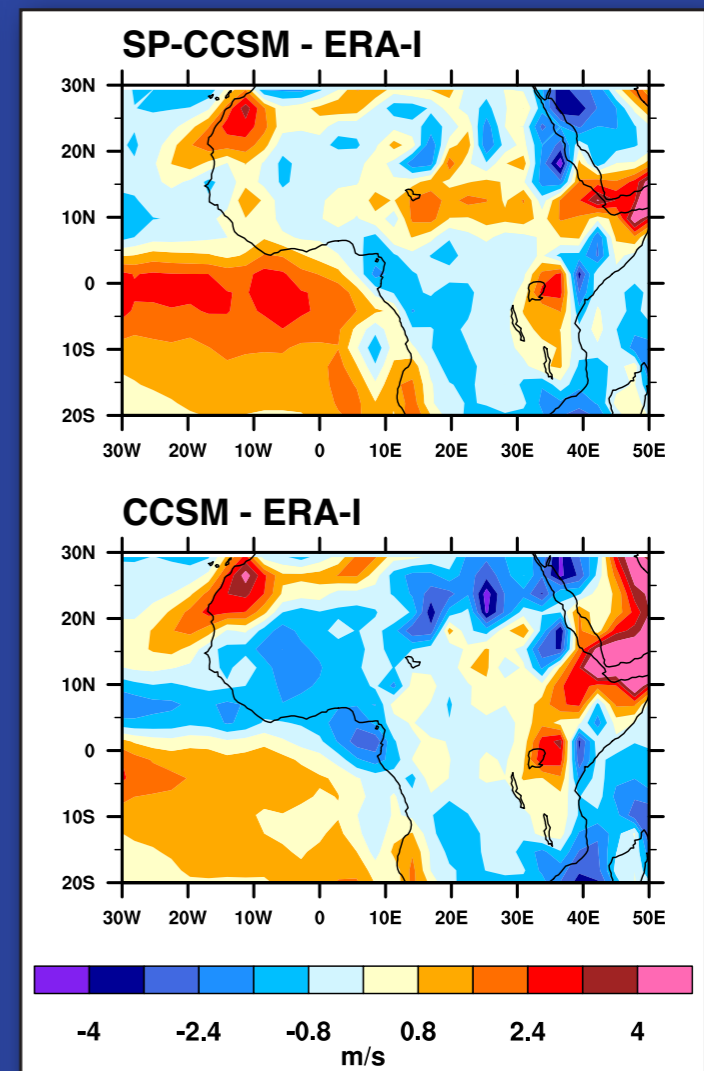 SP-CCSM - ERA-I
30N
20N
10N
0
10S
20S
30W 20W 10W 0 10E 20E 30E 40E 50E
CCSM - ERA-I
30N
20N
10N
0
10S
20S
30W 20W 10W 0 10E 20E 30E 40E 50E
-4 -2.4 -0.8 0.8 2.4 4
m/s